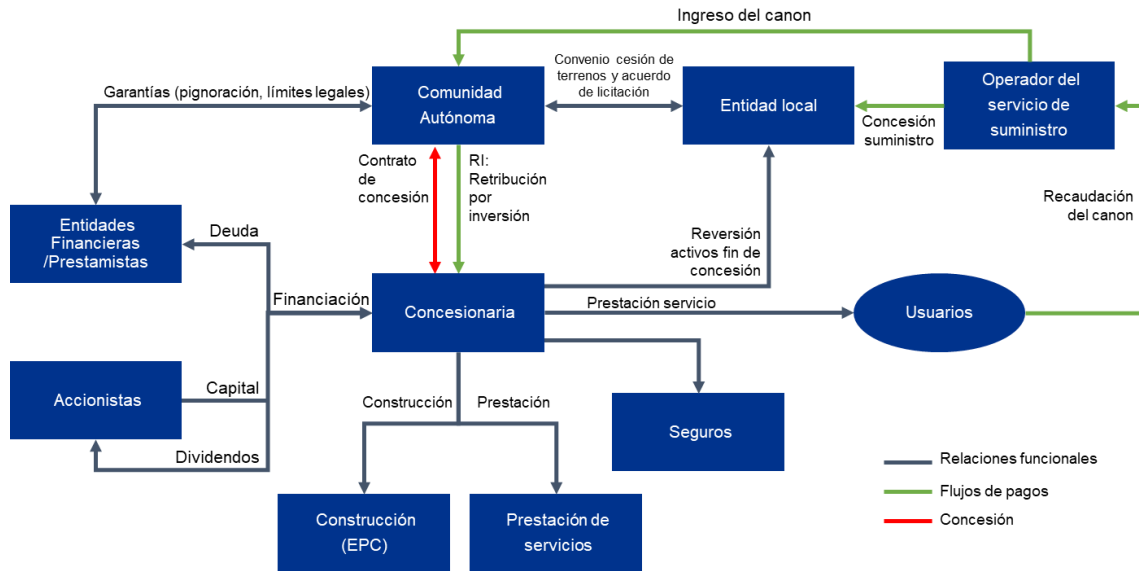 Ingreso del canon
Garantías (pignoración, límites legales)
Comunidad
Autónoma
Convenio cesión de
terrenos y acuerdo
de licitación
Entidad local
Concesión
suministro
Operador del
servicio de
suministro
Contrato
de
concesión
RI:
Retribución
por
inversión
Recaudación
del canon
Entidades
Financieras
/Prestamistas
Deuda
Financiación
Reversión
activos fin de
concesión
Concesionaria
Prestación servicio
Usuarios
Accionistas
Capital
Dividendos
Construcción
Prestación
Seguros
Construcción
(EPC)
Prestación de
servicios
Relaciones funcionales
Flujos de pagos
Concesión